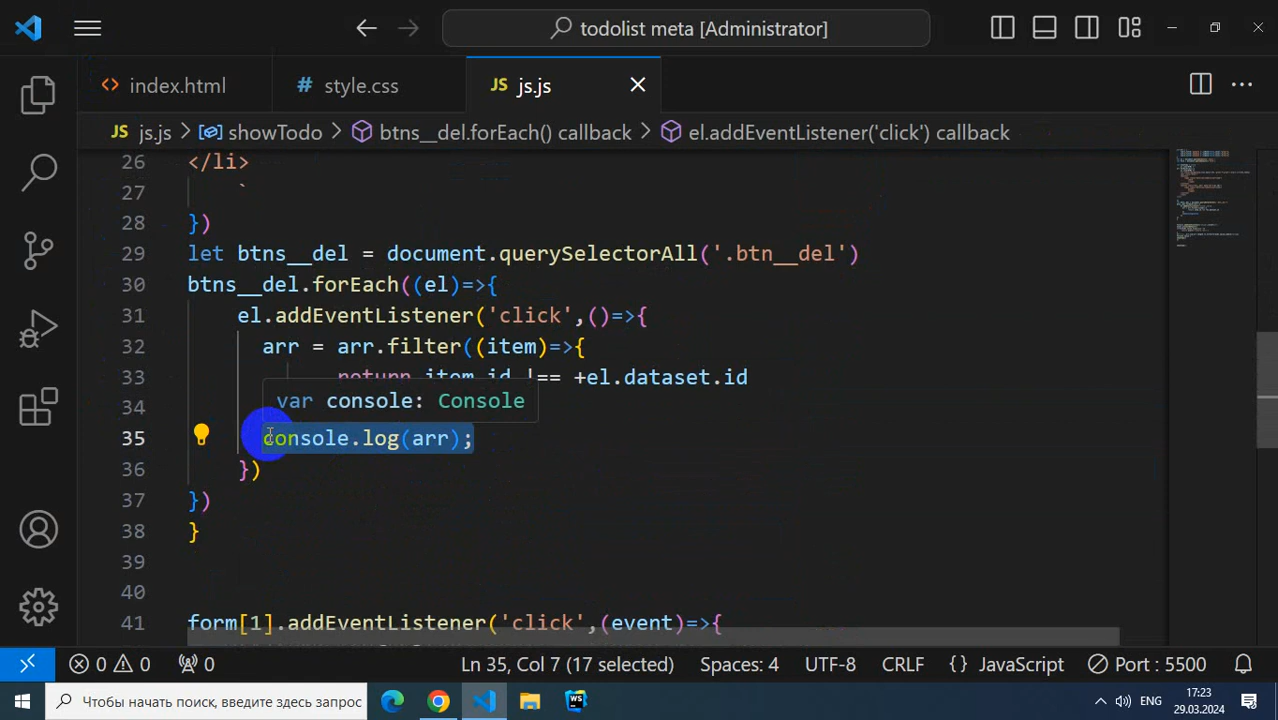 todolist meta [Administrator]
<> index.html
# style.css
JS js.js
JS js.js > showTodo > btns__del.forEach() callback > el.addEventListener('click') callback
26 </li>
27 `
28 })
29 let btns__del = document.querySelectorAll('.btn__del')
30 btns__del.forEach((el)=>{
31 el.addEventListener('click',()=>{
32 arr = arr.filter((item)=>{
33 return item.id !== +el.dataset.id
34
var console: Console
35 console.log(arr);
36 })
37 })
38 }
39
40
41 form[1].addEventListener('click',(event)=>{
0 0 0 Ln 35, Col 7 (17 selected) Spaces: 4 UTF-8 CRLF {} JavaScript Port : 5500
Чтобы начать поиск, введите здесь запрос
WS
ENG
17:23
29.03.2024